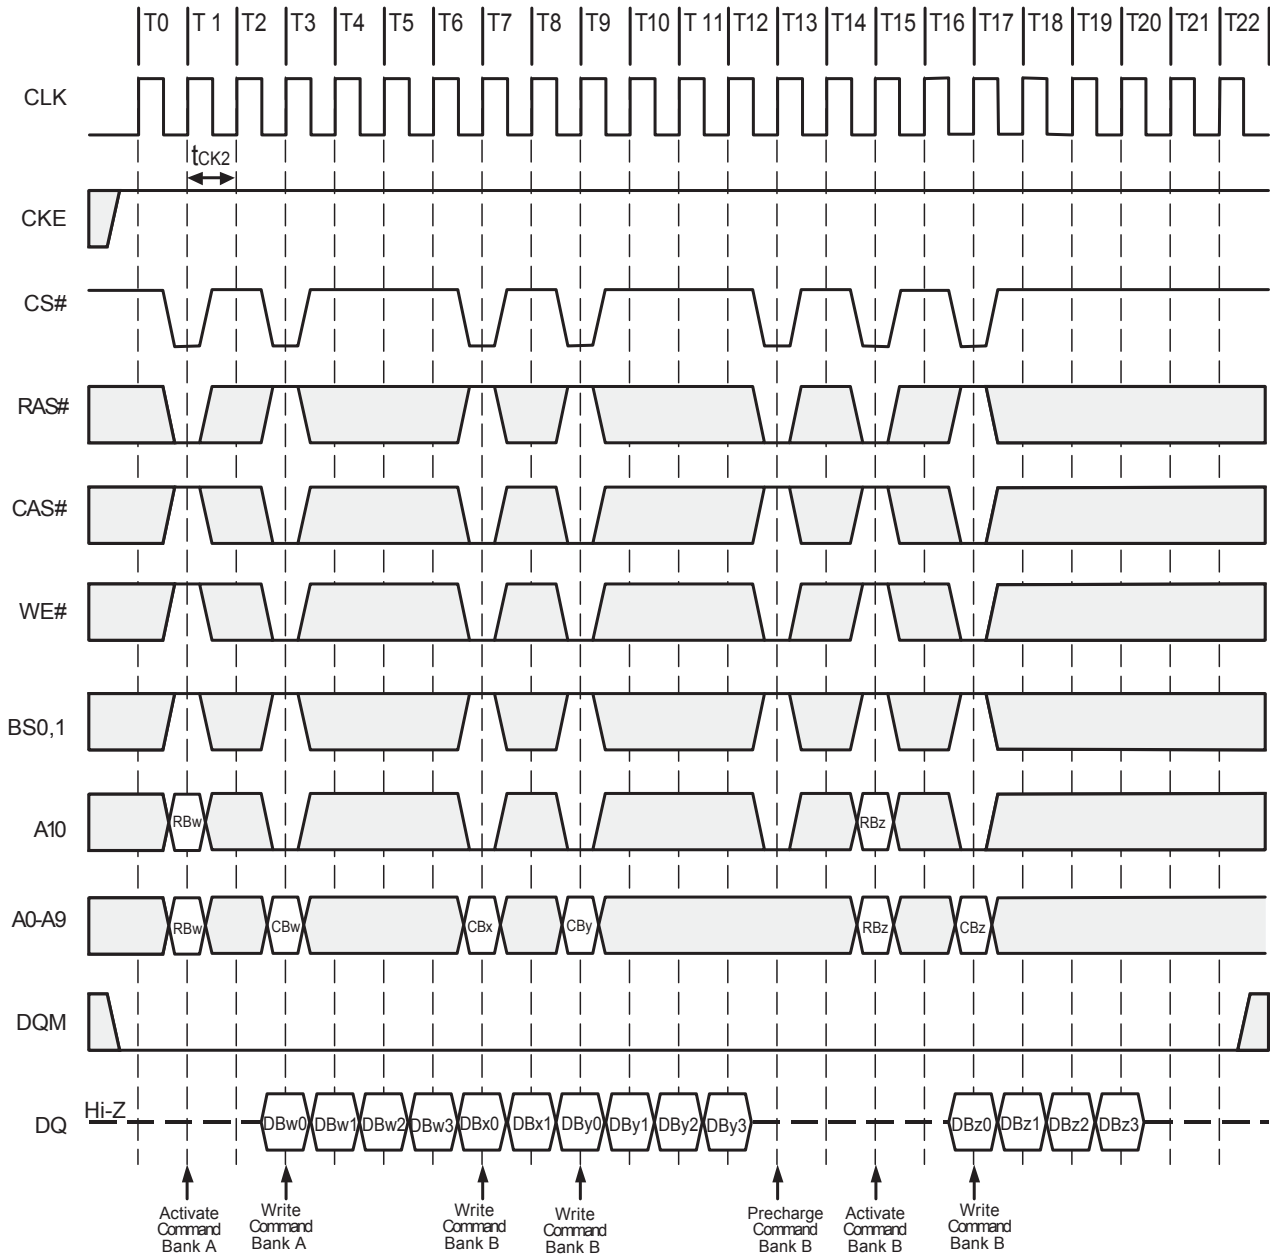 T0 T 1 T2 T3 T4 T5 T6 T7 T8 T9 T10 T 11 T12 T13 T14 T15 T16 T17 T18 T19 T20 T21 T22
CLK
tCK2
CKE
CS#
RAS#
CAS#
WE#
BS0,1
A10
RBw RBz
A0-A9
RBw CBw CBx CBy RBz CBz
DQM
DQ
Hi-Z
DBw0 DBw1 DBw2 DBw3 DBx0 DBx1 DBy0 DBy1 DBy2 DBy3 DBz0 DBz1 DBz2 DBz3
Activate
Command
Bank A
Write
Command
Bank A
Write
Command
Bank B
Write
Command
Bank B
Precharge
Command
Bank B
Activate
Command
Bank B
Write
Command
Bank B